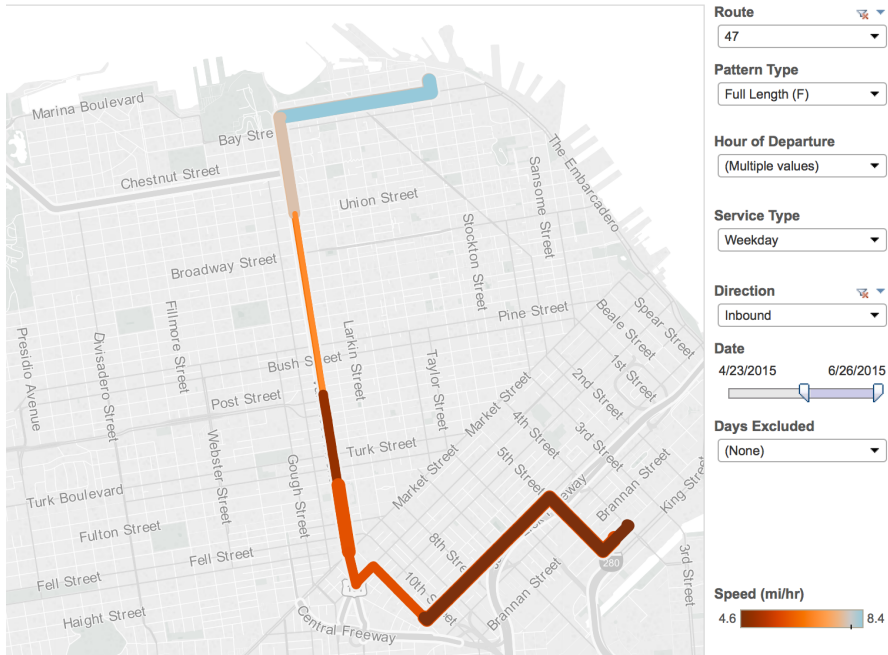 Marina Boulevard
Bay Stre
Chestnut Street
The Embarcadero
Sansome Street
Union Street
Stockton Street
Broadway Street
Fillmore Street
Pine Street
Spear Street
Beale Street
Presidio Avenue
Divisadero Street
Larkin Street
Bush Street
Taylor Street
1st Street
2nd Street
Post Street
Market Street
4th Street
3rd Street
Turk Street
Webster Street
Gough Street
Market Street
5th Street
Brannan Street
King Street
Turk Boulevard
Fulton Street
8th Stre
Fell Street
280
3rd Street
Fell Street
10th S
Brannan Street
Haight Street
Central Freeway
Route
47
Pattern Type
Full Length (F)
Hour of Departure
(Multiple values)
Service Type
Weekday
Direction
Inbound
Date
4/23/2015 6/26/2015
Days Excluded
(None)
Speed (mi/hr)
4.6 8.4